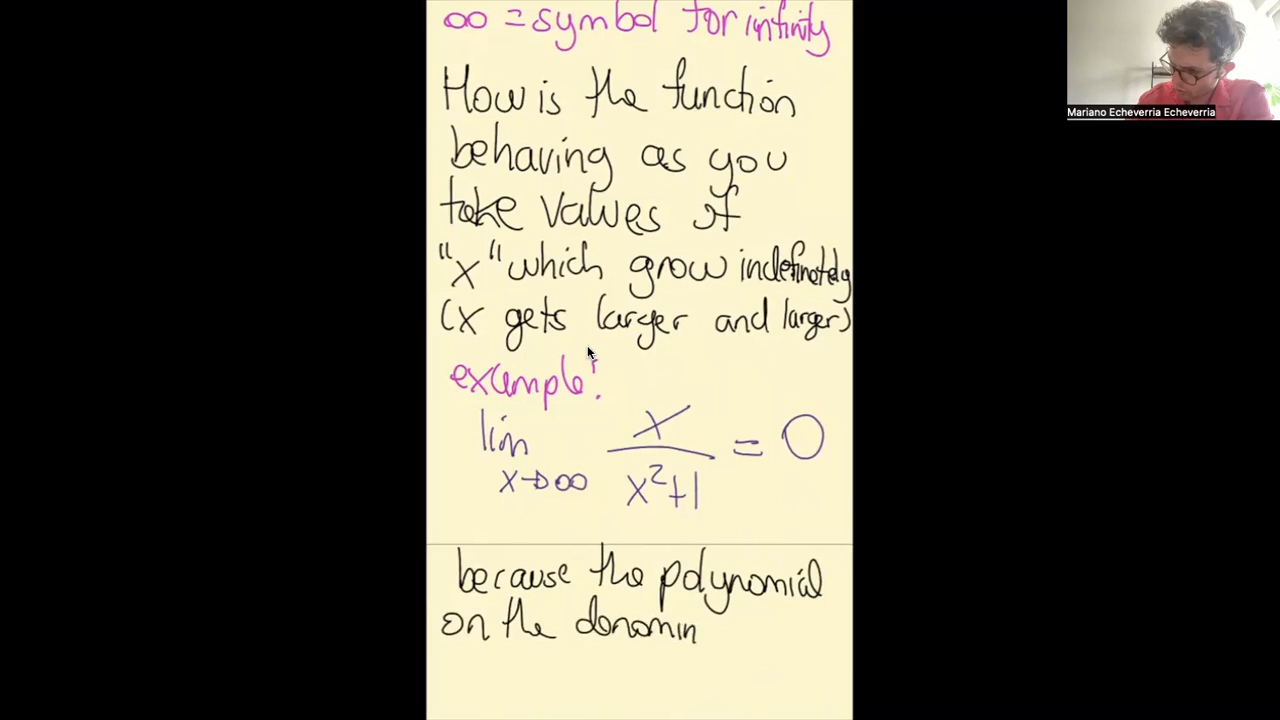 ∞ = symbol for infinity
How is the function
behaving as you
take values of
"x" which grow indefinitely
(x gets larger and larger)
example:
lim x→∞ x/(x²+1) = 0
because the polynomial
on the denomin
Mariano Echeverria Echeverria